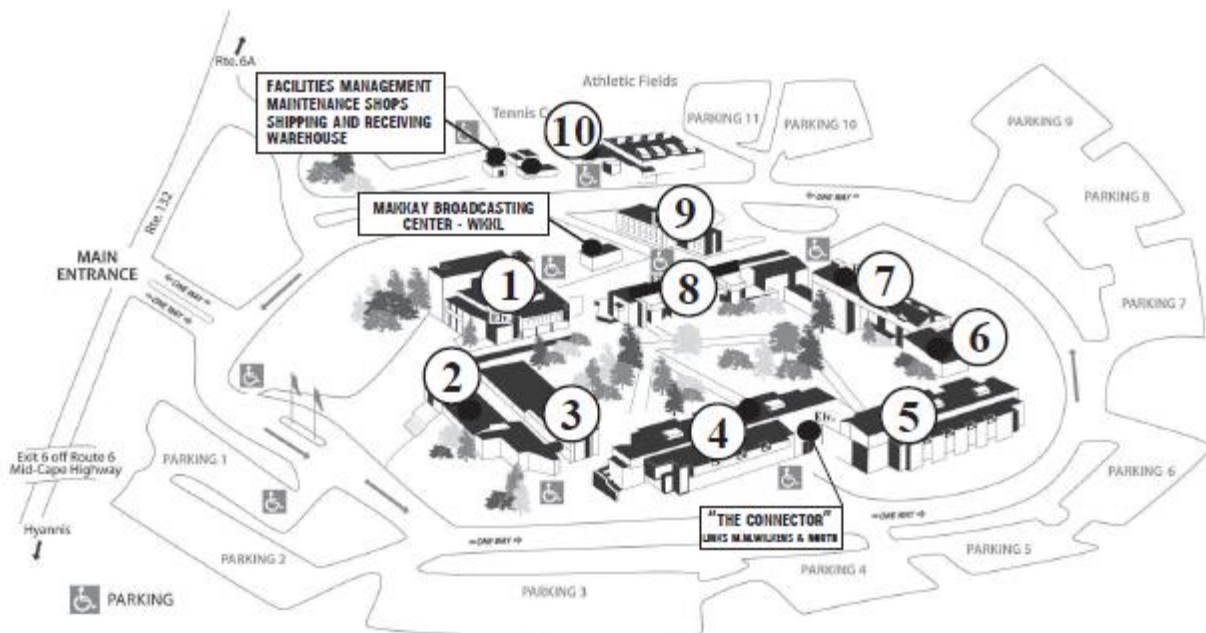 Rte. 6A
FACILITIES MANAGEMENT
MAINTENANCE SHOPS
SHIPPING AND RECEIVING
WAREHOUSE
Athletic Fields
Tennis
10
PARKING 11
PARKING 10
PARKING 9
PARKING 8
Rte. 132
MAKKAY BROADCASTING
CENTER - WKKL
9
ONE WAY
MAIN
ENTRANCE
ONE WAY
ONE WAY
1
Elv.
8
7
PARKING 7
6
2
3
4
Elv.
5
Exit 6 off Route 6
Mid-Cape Highway
PARKING 1
PARKING 6
Hyannis
"THE CONNECTOR"
LINKS M.M.WILKENS & NORTH
ONE WAY
ONE WAY
PARKING 2
PARKING 3
PARKING 4
PARKING 5
PARKING